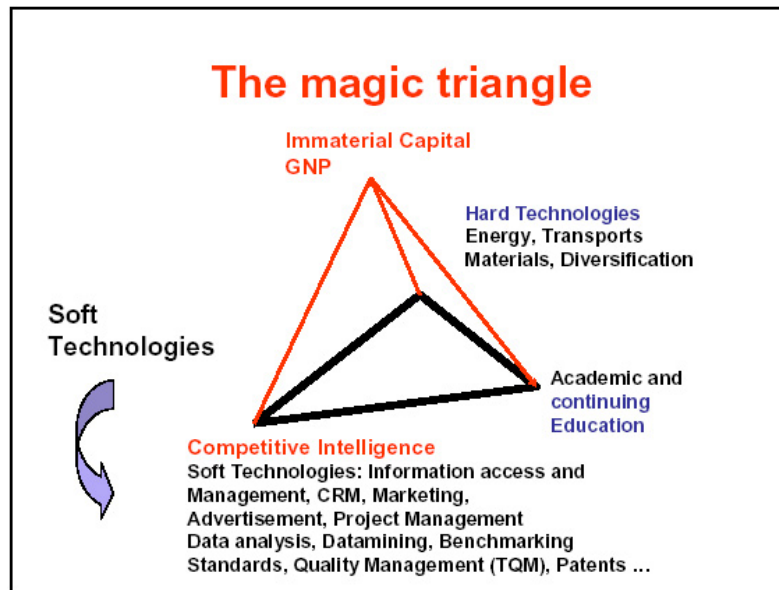 The magic triangle
Immaterial Capital
GNP
Hard Technologies
Energy, Transports
Materials, Diversification
Soft
Technologies
Academic and
continuing
Education
Competitive Intelligence
Soft Technologies: Information access and
Management, CRM, Marketing,
Advertisement, Project Management
Data analysis, Datamining, Benchmarking
Standards, Quality Management (TQM), Patents ...